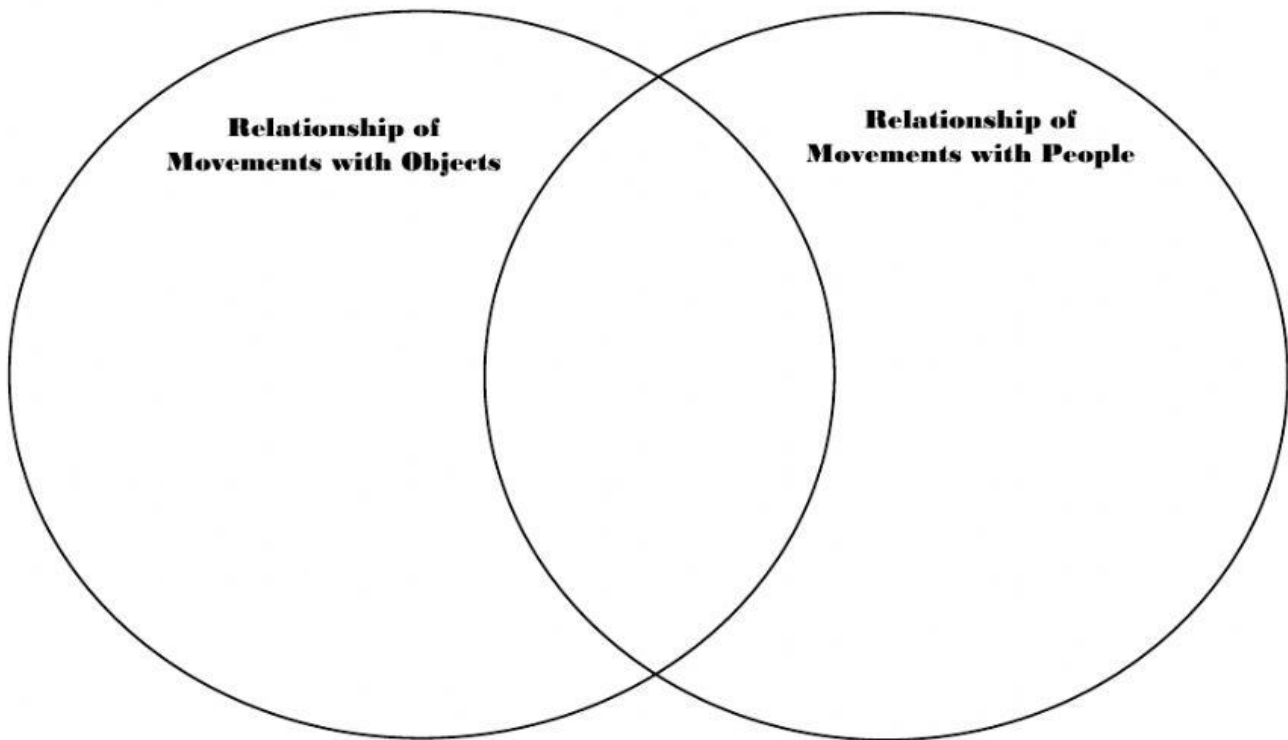 Relationship of
Movements with Objects
Relationship of
Movements with People